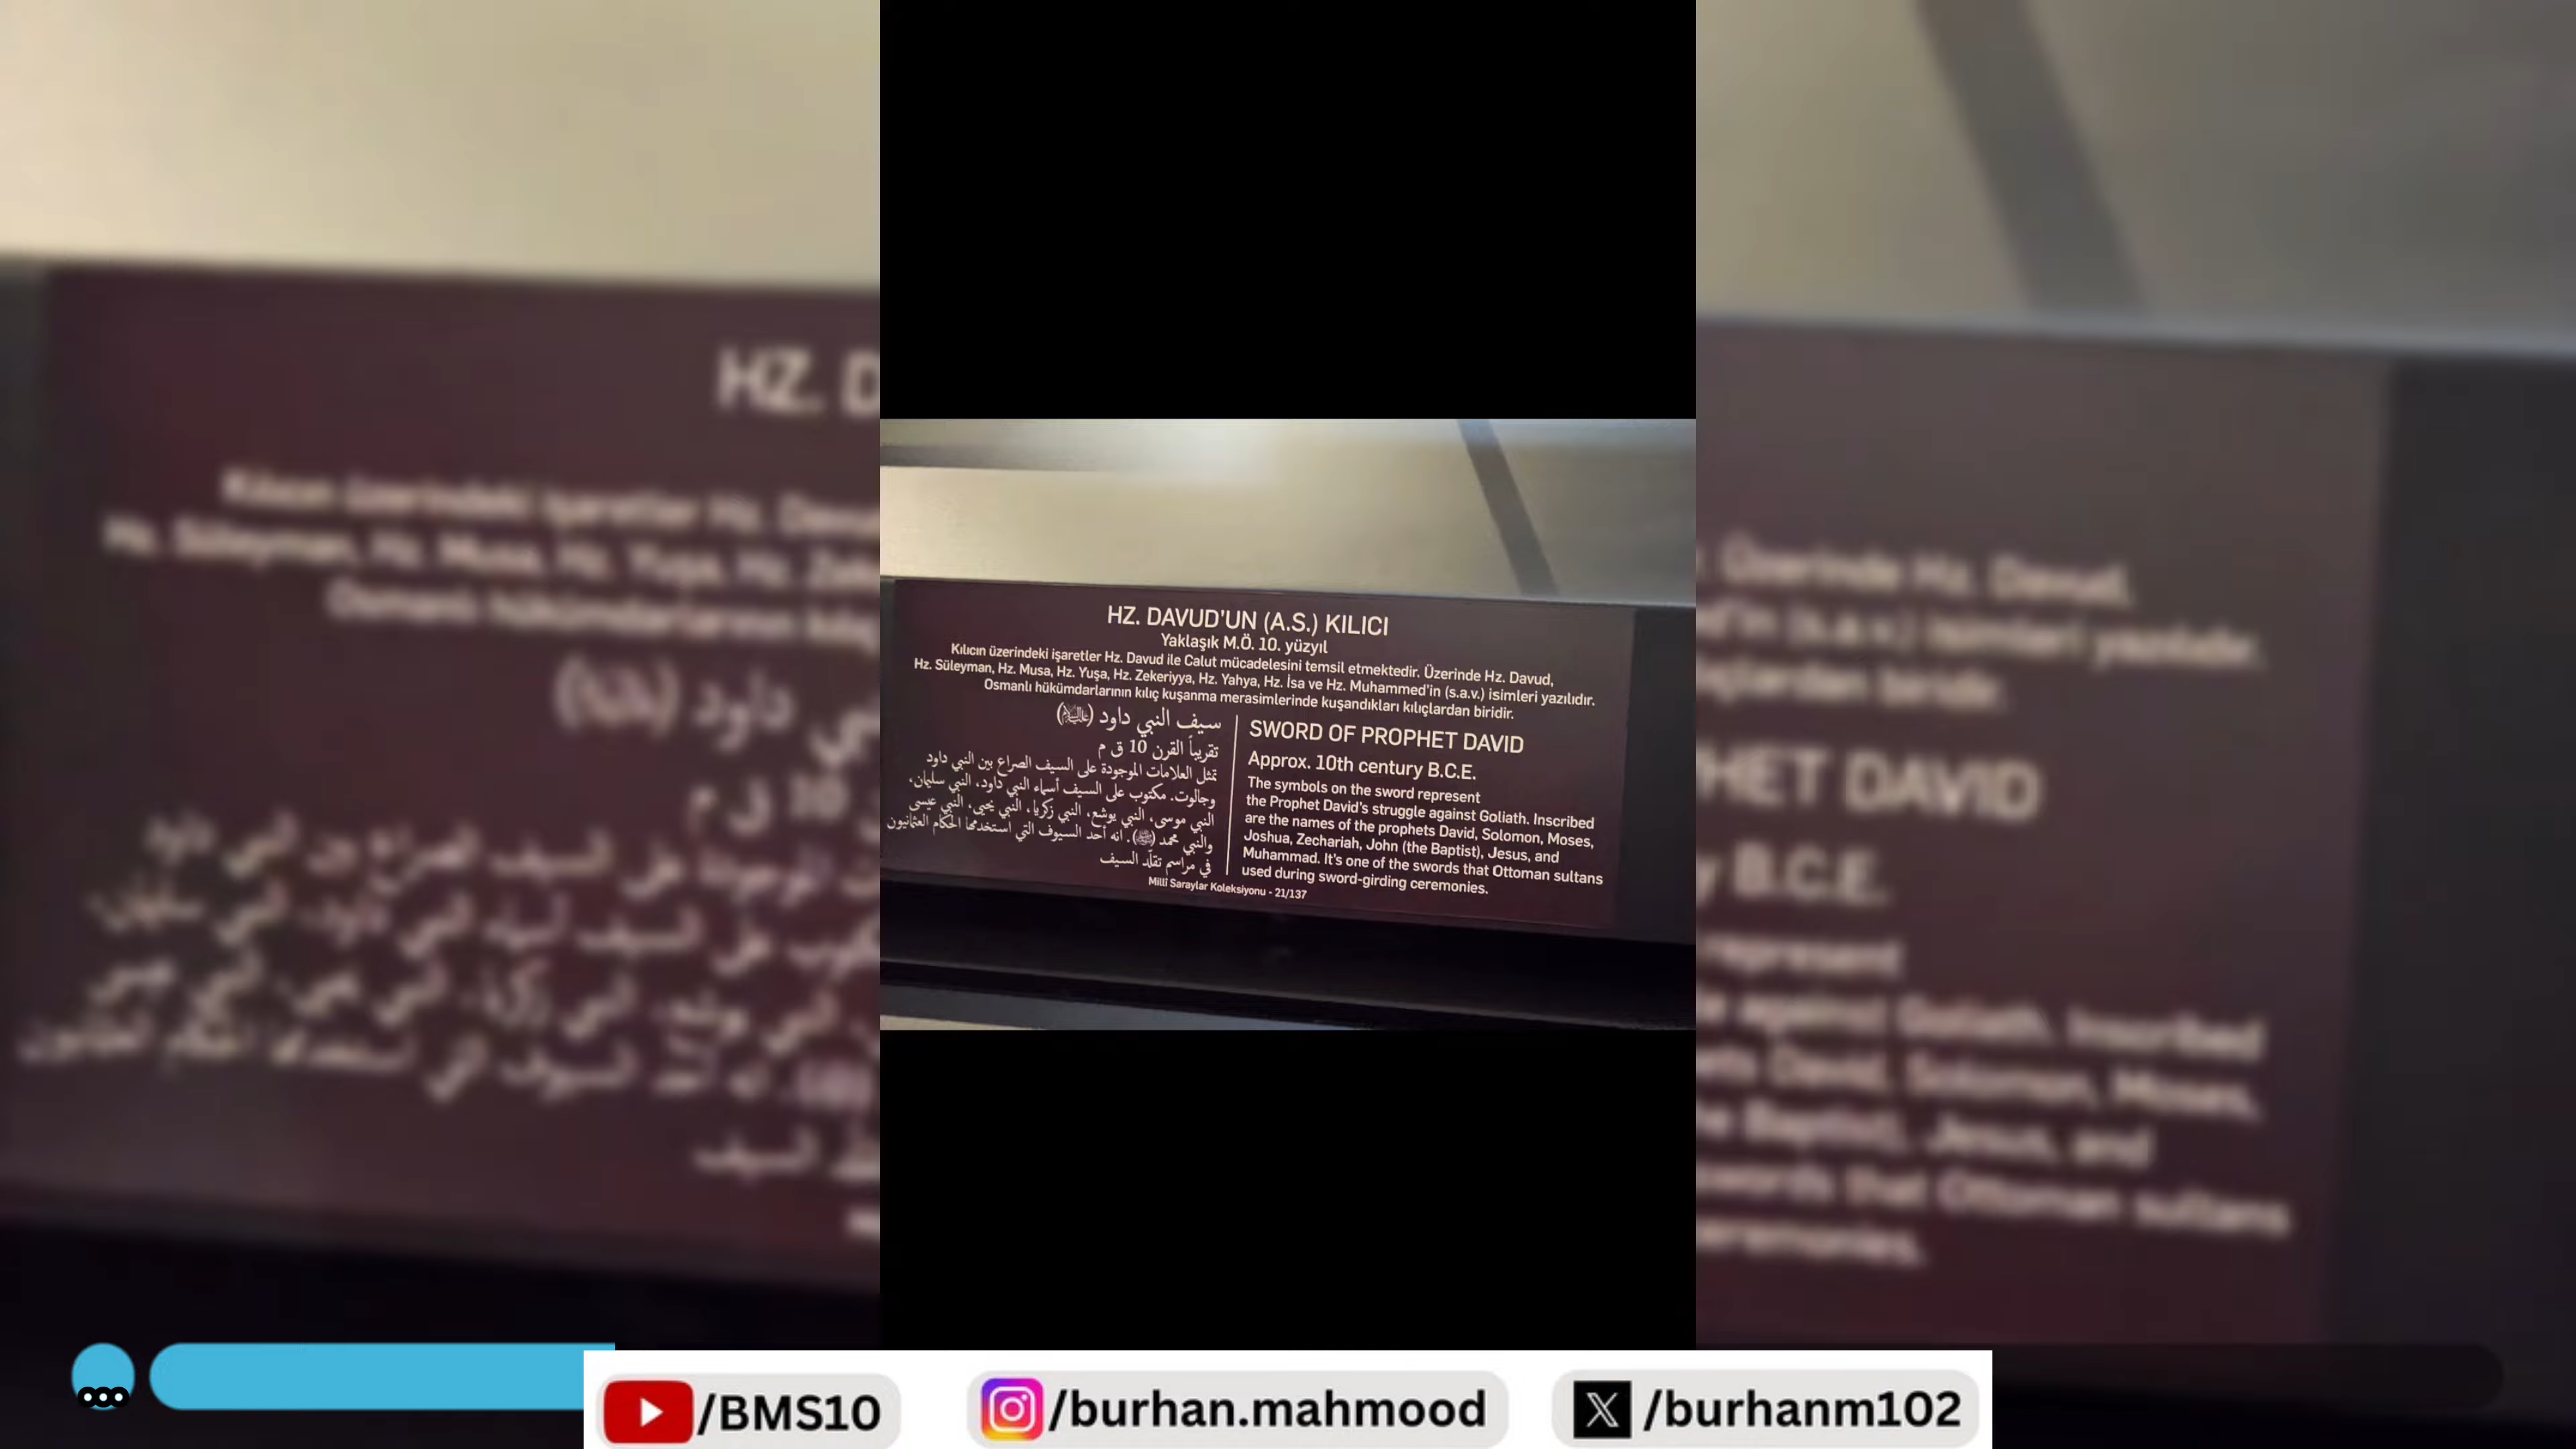 HZ. DAVUD'UN (A.S.) KILICI
Yaklaşık M.Ö. 10. yüzyıl
Kılıcın üzerindeki işaretler Hz. Davud ile Calut mücadelesini temsil etmektedir. Üzerinde Hz. Davud,
Hz. Süleyman, Hz. Musa, Hz. Yuşa, Hz. Zekeriyya, Hz. Yahya, Hz. İsa ve Hz. Muhammed'in (s.a.v.) isimleri yazılıdır.
Osmanlı hükümdarlarının kılıç kuşanma merasimlerinde kuşandıkları kılıçlardan biridir.
سيف النبي داود (عليه السلام)
تقريباً القرن 10 ق م
تمثل العلامات الموجودة على السيف الصراع بين النبي داود
وجالوت. مكتوب على السيف أسماء النبي داود، النبي سليمان،
النبي موسى، النبي يوشع، النبي زكريا، النبي يحيى، النبي عيسى
والنبي محمد (ﷺ). انه أحد السيوف التي استخدمها الحكام العثمانيون
في مراسم تقلّد السيف
SWORD OF PROPHET DAVID
Approx. 10th century B.C.E.
The symbols on the sword represent
the Prophet David's struggle against Goliath. Inscribed
are the names of the prophets David, Solomon, Moses,
Joshua, Zechariah, John (the Baptist), Jesus, and
Muhammad. It's one of the swords that Ottoman sultans
used during sword-girding ceremonies.
Millî Saraylar Koleksiyonu - 21/137
/BMS10
/burhan.mahmood
/burhanm102